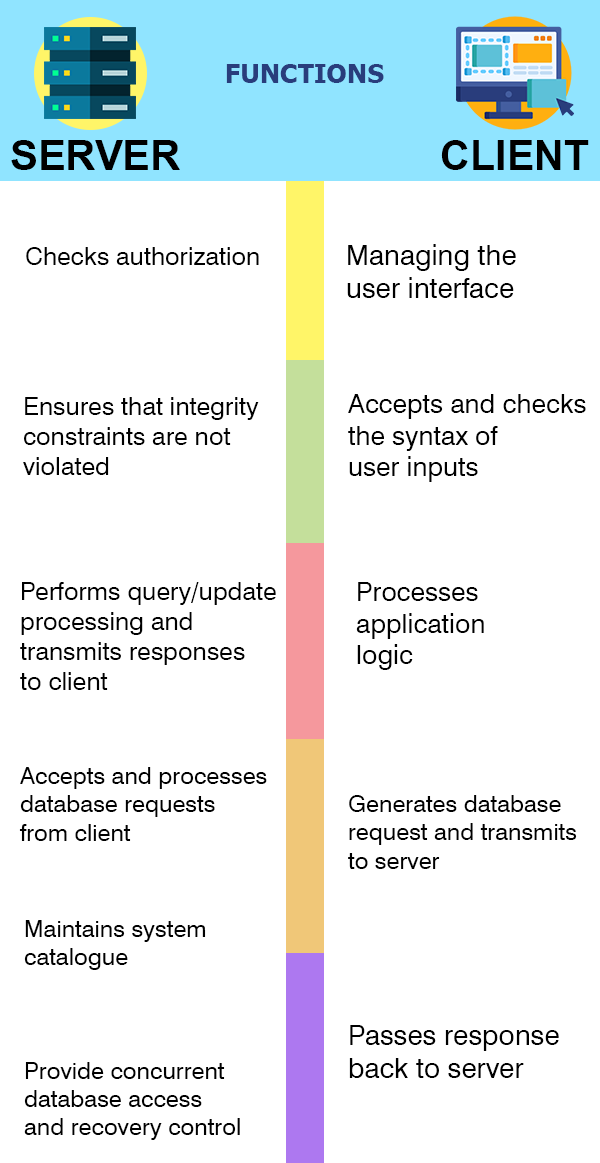 FUNCTIONS
SERVER
CLIENT
Checks authorization
Managing the
user interface
Ensures that integrity
constraints are not
violated
Accepts and checks
the syntax of
user inputs
Performs query/update
processing and
transmits responses
to client
Processes
application
logic
Accepts and processes
database requests
from client
Generates database
request and transmits
to server
Maintains system
catalogue
Passes response
back to server
Provide concurrent
database access
and recovery control